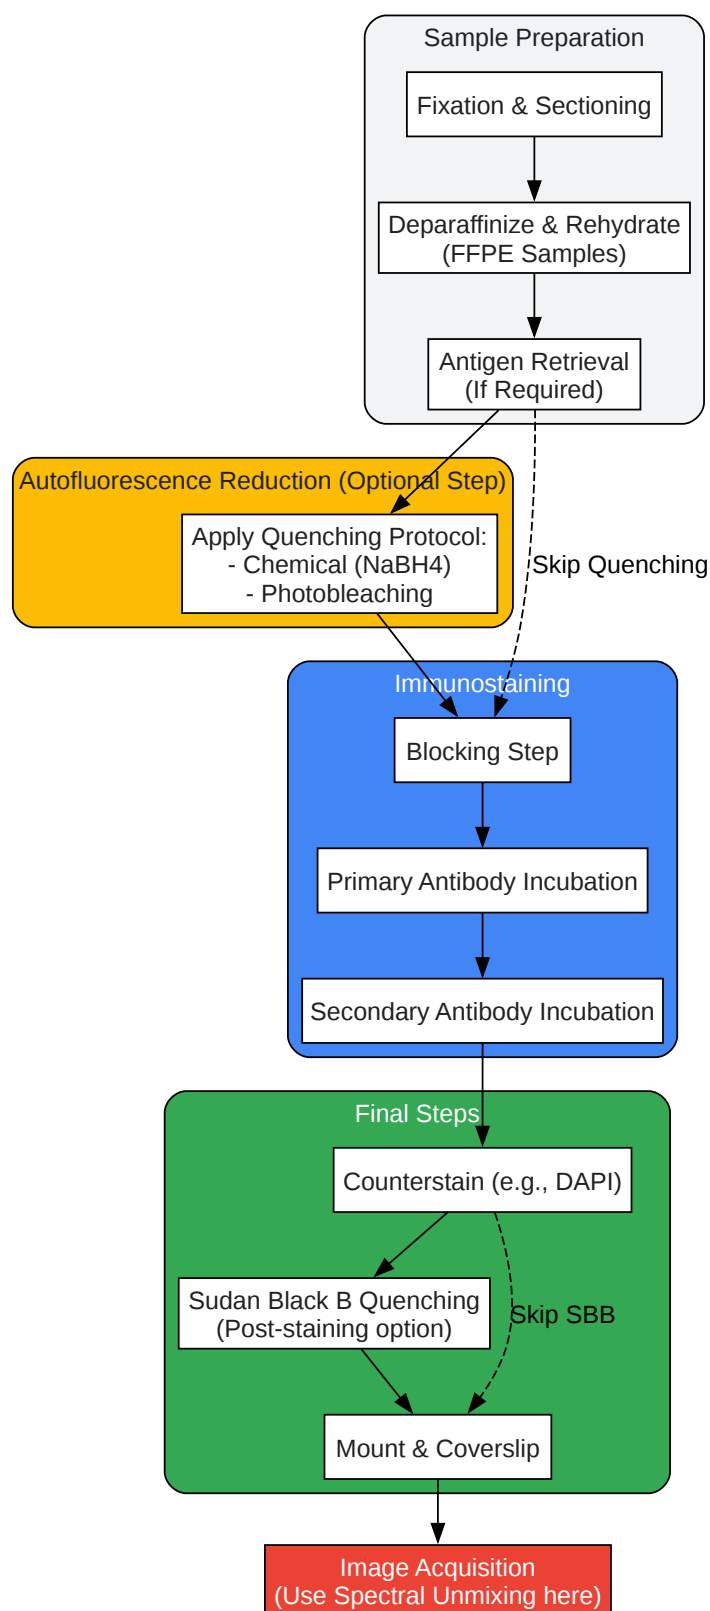 Sample Preparation
Fixation & Sectioning
Deparaffinize & Rehydrate
(FFPE Samples)
Antigen Retrieval
(If Required)
Autofluorescence Reduction (Optional Step)
Apply Quenching Protocol:
- Chemical (NaBH4)
- Photobleaching
Skip Quenching
Immunostaining
Blocking Step
Primary Antibody Incubation
Secondary Antibody Incubation
Final Steps
Counterstain (e.g., DAPI)
Sudan Black B Quenching
(Post-staining option)
Skip SBB
Mount & Coverslip
Image Acquisition
(Use Spectral Unmixing here)